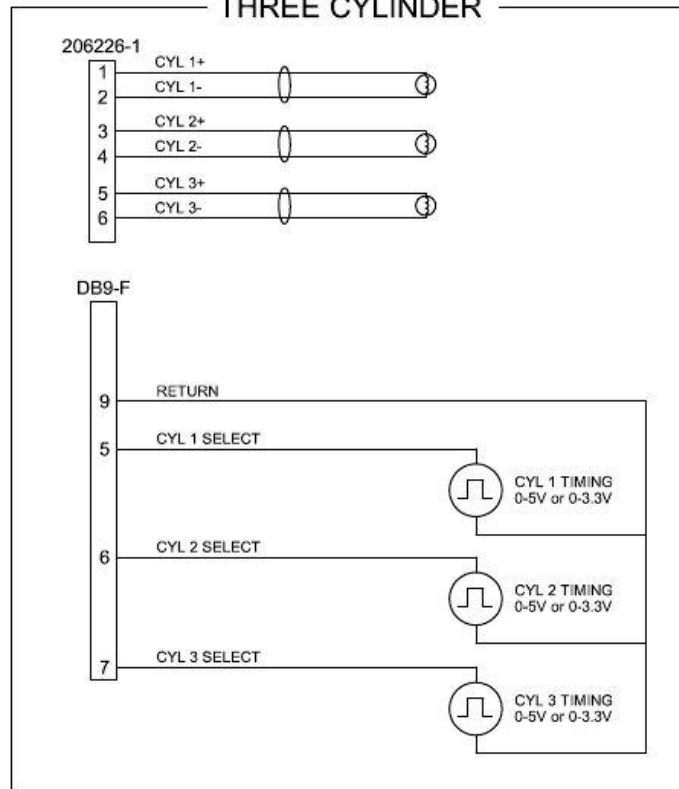 THREE CYLINDER
206226-1
1 CYL 1+
2 CYL 1-
3 CYL 2+
4 CYL 2-
5 CYL 3+
6 CYL 3-
DB9-F
9 RETURN
5 CYL 1 SELECT
CYL 1 TIMING
0-5V or 0-3.3V
6 CYL 2 SELECT
CYL 2 TIMING
0-5V or 0-3.3V
7 CYL 3 SELECT
CYL 3 TIMING
0-5V or 0-3.3V